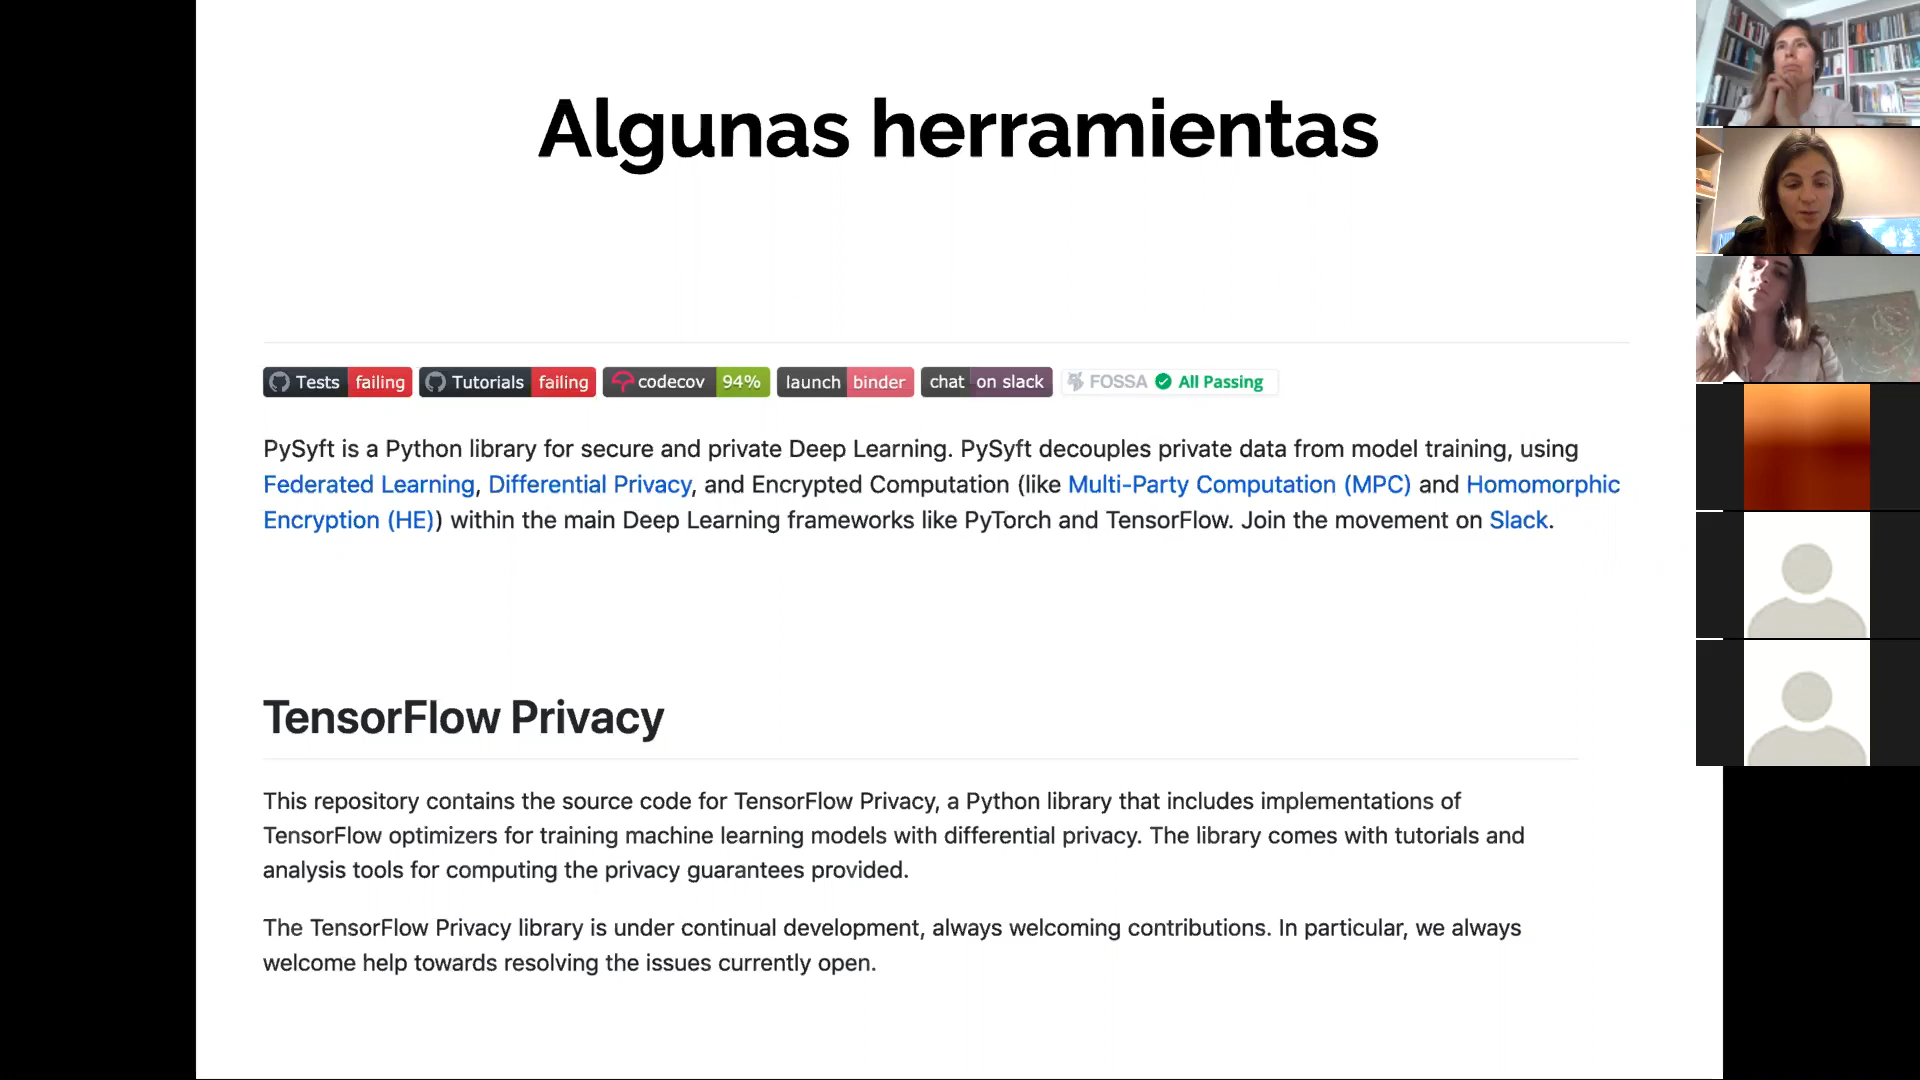 Algunas herramientas
Tests failing Tutorials failing codecov 94% launch binder chat on slack FOSSA All Passing
PySyft is a Python library for secure and private Deep Learning. PySyft decouples private data from model training, using
Federated Learning, Differential Privacy, and Encrypted Computation (like Multi-Party Computation (MPC) and Homomorphic
Encryption (HE)) within the main Deep Learning frameworks like PyTorch and TensorFlow. Join the movement on Slack.
TensorFlow Privacy
This repository contains the source code for TensorFlow Privacy, a Python library that includes implementations of
TensorFlow optimizers for training machine learning models with differential privacy. The library comes with tutorials and
analysis tools for computing the privacy guarantees provided.
The TensorFlow Privacy library is under continual development, always welcoming contributions. In particular, we always
welcome help towards resolving the issues currently open.